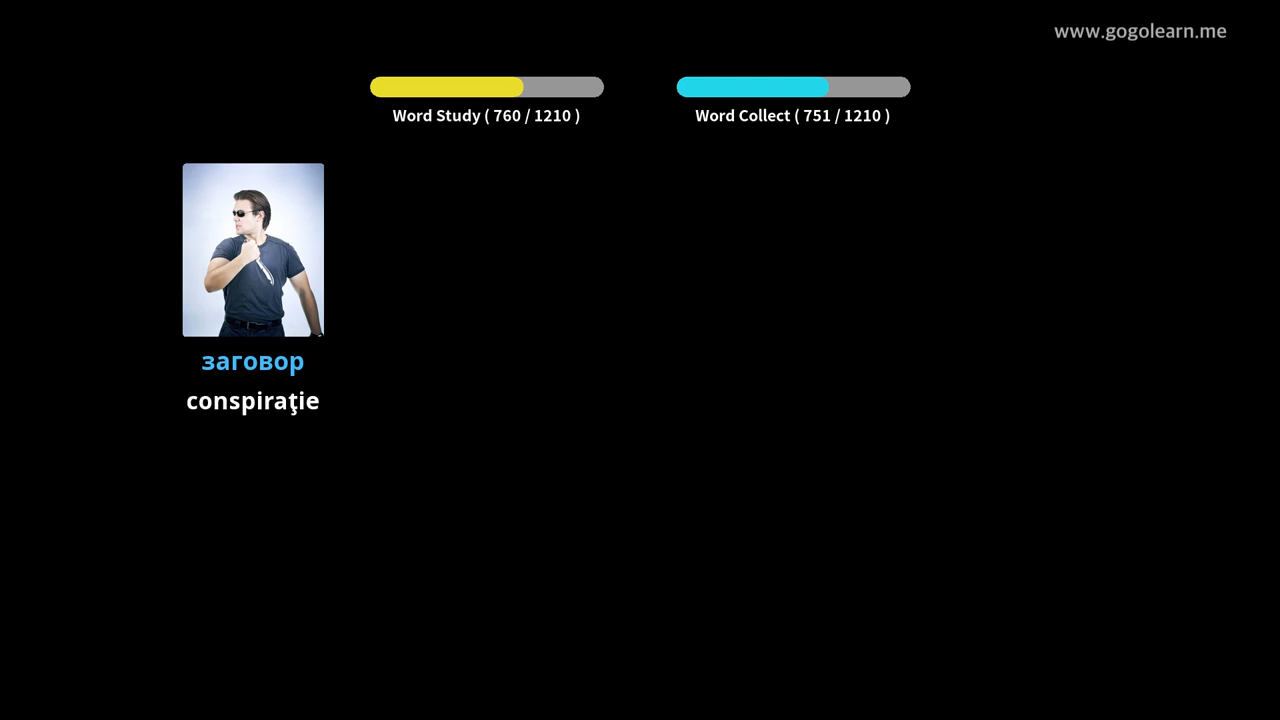 www.gogolearn.me
Word Study ( 760 / 1210 )
Word Collect ( 751 / 1210 )
заговор
conspiraţie